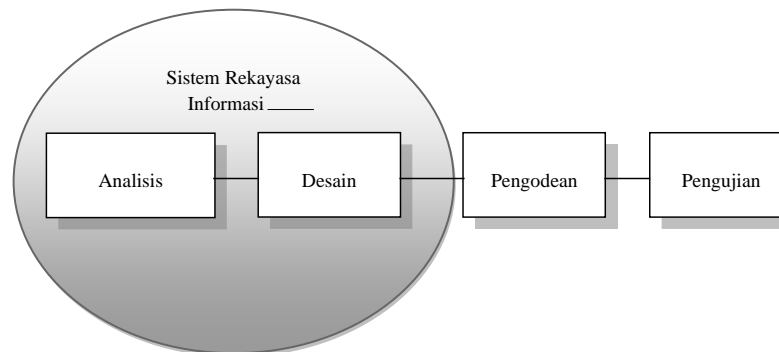 Sistem Rekayasa
Informasi
Analisis
Desain
Pengodean
Pengujian